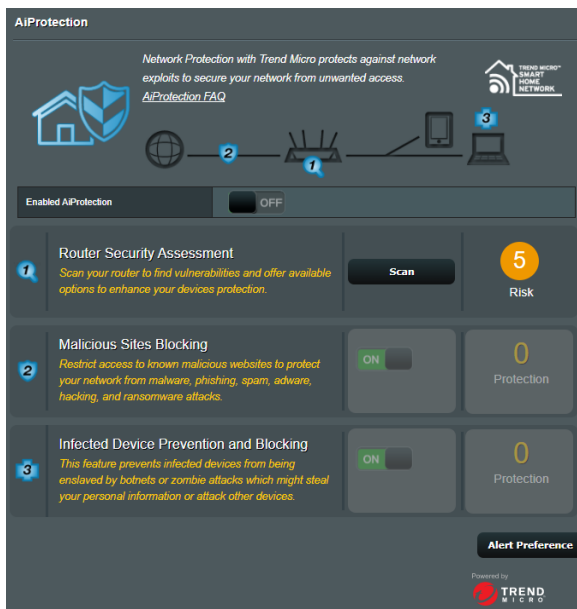 AiProtection
Network Protection with Trend Micro protects against network
exploits to secure your network from unwanted access.
AiProtection FAQ
TREND MICRO™
SMART
HOME
NETWORK
3
2
1
Enabled AiProtection
OFF
1
Router Security Assessment
Scan your router to find vulnerabilities and offer available
options to enhance your devices protection.
Scan
5
Risk
2
Malicious Sites Blocking
Restrict access to known malicious websites to protect
your network from malware, phishing, spam, adware,
hacking, and ransomware attacks.
ON
0
Protection
3
Infected Device Prevention and Blocking
This feature prevents infected devices from being
enslaved by botnets or zombie attacks which might steal
your personal information or attack other devices.
ON
0
Protection
Alert Preference
Powered by
TREND
MICRO